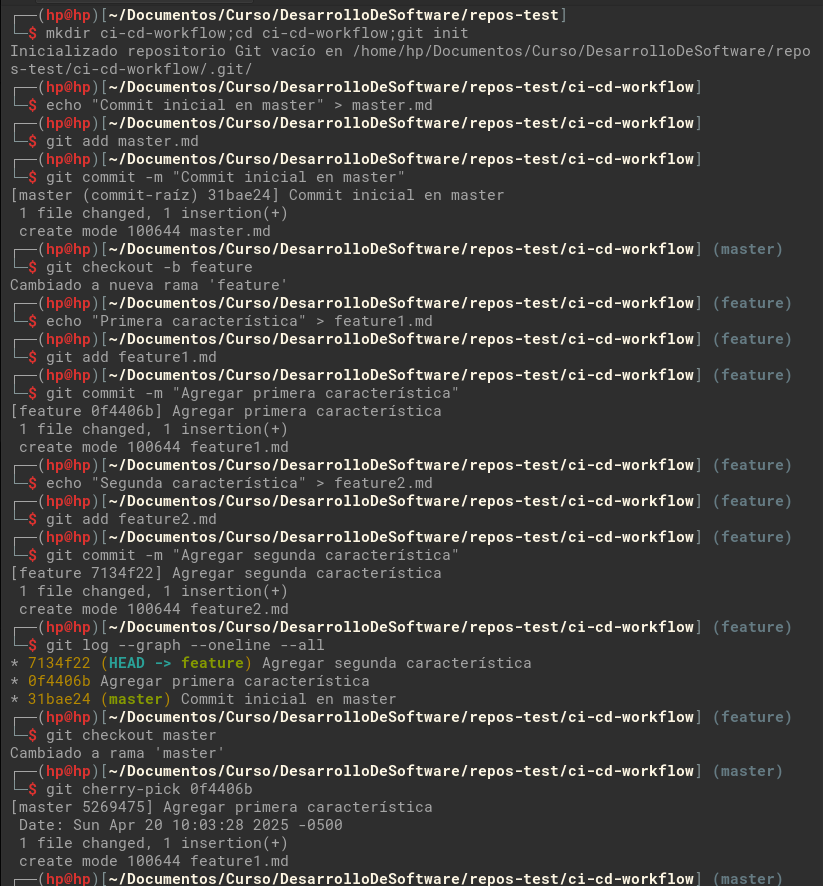 ┌──(hp@hp)[~/Documentos/Curso/DesarrolloDeSoftware/repos-test]
└─$ mkdir ci-cd-workflow;cd ci-cd-workflow;git init
Inicializado repositorio Git vacío en /home/hp/Documentos/Curso/DesarrolloDeSoftware/repo
s-test/ci-cd-workflow/.git/
┌──(hp@hp)[~/Documentos/Curso/DesarrolloDeSoftware/repos-test/ci-cd-workflow]
└─$ echo "Commit inicial en master" > master.md
┌──(hp@hp)[~/Documentos/Curso/DesarrolloDeSoftware/repos-test/ci-cd-workflow]
└─$ git add master.md
┌──(hp@hp)[~/Documentos/Curso/DesarrolloDeSoftware/repos-test/ci-cd-workflow]
└─$ git commit -m "Commit inicial en master"
[master (commit-raíz) 31bae24] Commit inicial en master
 1 file changed, 1 insertion(+)
 create mode 100644 master.md
┌──(hp@hp)[~/Documentos/Curso/DesarrolloDeSoftware/repos-test/ci-cd-workflow] (master)
└─$ git checkout -b feature
Cambiado a nueva rama 'feature'
┌──(hp@hp)[~/Documentos/Curso/DesarrolloDeSoftware/repos-test/ci-cd-workflow] (feature)
└─$ echo "Primera característica" > feature1.md
┌──(hp@hp)[~/Documentos/Curso/DesarrolloDeSoftware/repos-test/ci-cd-workflow] (feature)
└─$ git add feature1.md
┌──(hp@hp)[~/Documentos/Curso/DesarrolloDeSoftware/repos-test/ci-cd-workflow] (feature)
└─$ git commit -m "Agregar primera característica"
[feature 0f4406b] Agregar primera característica
 1 file changed, 1 insertion(+)
 create mode 100644 feature1.md
┌──(hp@hp)[~/Documentos/Curso/DesarrolloDeSoftware/repos-test/ci-cd-workflow] (feature)
└─$ echo "Segunda característica" > feature2.md
┌──(hp@hp)[~/Documentos/Curso/DesarrolloDeSoftware/repos-test/ci-cd-workflow] (feature)
└─$ git add feature2.md
┌──(hp@hp)[~/Documentos/Curso/DesarrolloDeSoftware/repos-test/ci-cd-workflow] (feature)
└─$ git commit -m "Agregar segunda característica"
[feature 7134f22] Agregar segunda característica
 1 file changed, 1 insertion(+)
 create mode 100644 feature2.md
┌──(hp@hp)[~/Documentos/Curso/DesarrolloDeSoftware/repos-test/ci-cd-workflow] (feature)
└─$ git log --graph --oneline --all
* 7134f22 (HEAD -> feature) Agregar segunda característica
* 0f4406b Agregar primera característica
* 31bae24 (master) Commit inicial en master
┌──(hp@hp)[~/Documentos/Curso/DesarrolloDeSoftware/repos-test/ci-cd-workflow] (feature)
└─$ git checkout master
Cambiado a rama 'master'
┌──(hp@hp)[~/Documentos/Curso/DesarrolloDeSoftware/repos-test/ci-cd-workflow] (master)
└─$ git cherry-pick 0f4406b
[master 5269475] Agregar primera característica
 Date: Sun Apr 20 10:03:28 2025 -0500
 1 file changed, 1 insertion(+)
 create mode 100644 feature1.md
┌──(hp@hp)[~/Documentos/Curso/DesarrolloDeSoftware/repos-test/ci-cd-workflow] (master)